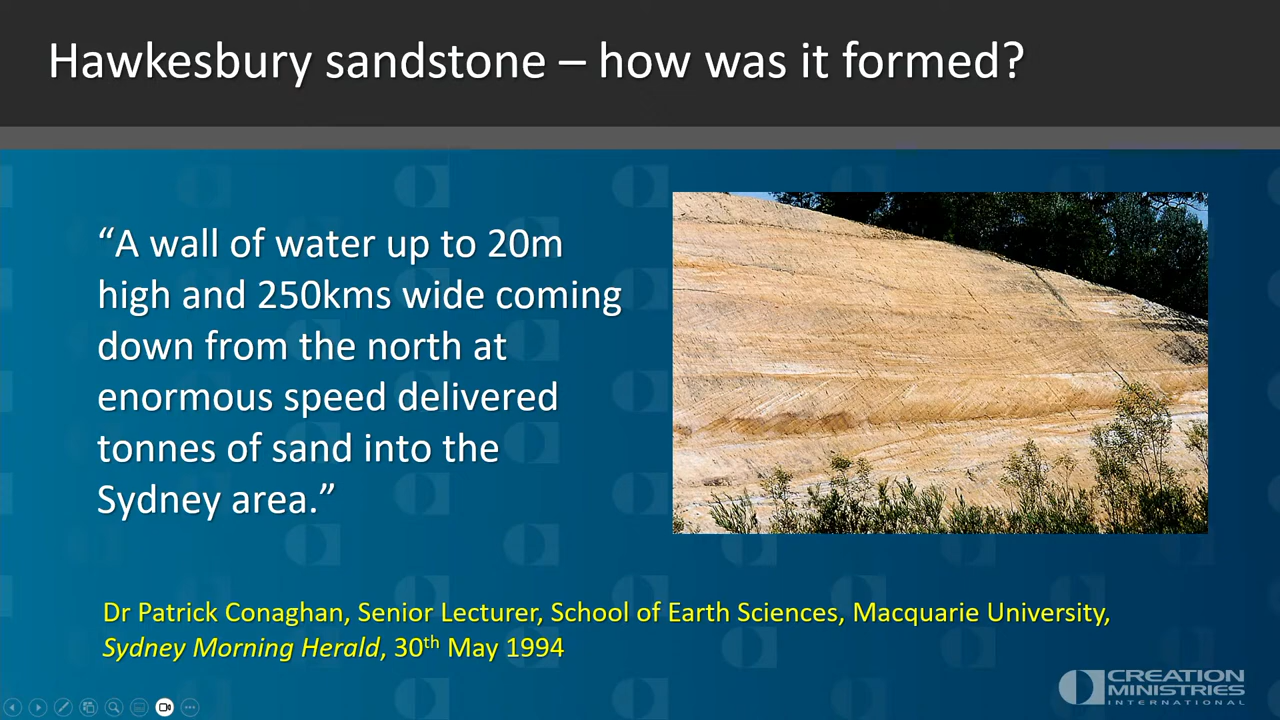 Hawkesbury sandstone – how was it formed?
“A wall of water up to 20m
high and 250kms wide coming
down from the north at
enormous speed delivered
tonnes of sand into the
Sydney area.”
Dr Patrick Conaghan, Senior Lecturer, School of Earth Sciences, Macquarie University,
Sydney Morning Herald, 30th May 1994
CREATION
MINISTRIES
INTERNATIONAL